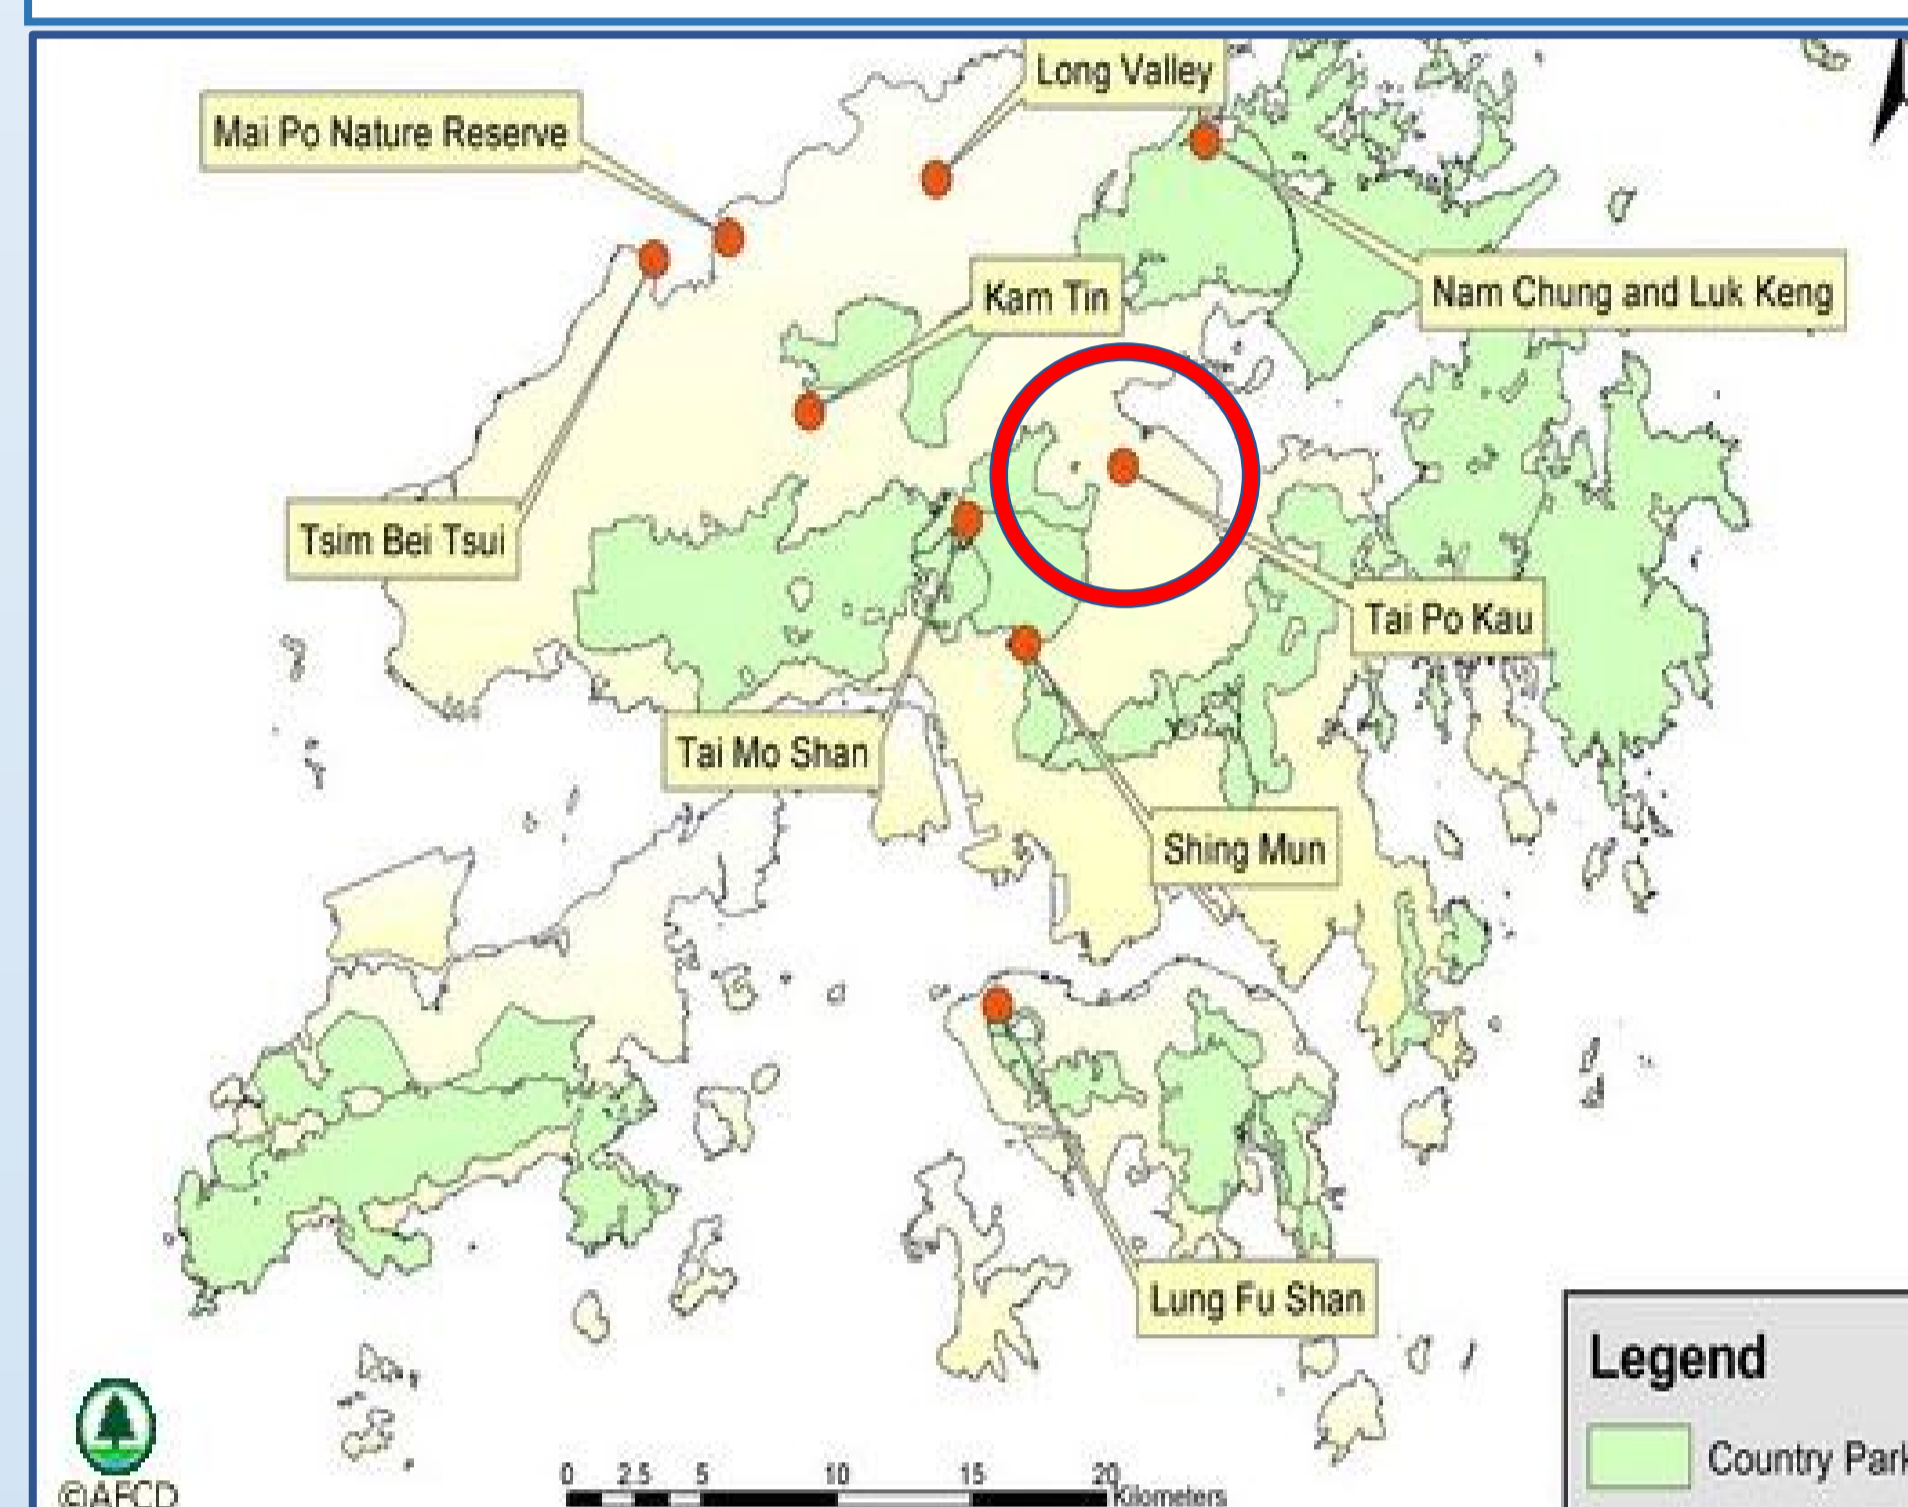 Long Valley
Mai Po Nature Reserve
Kam Tin
Nam Chung and Luk Keng
Tsim Bei Tsui
Tai Po Kau
Tai Mo Shan
Shing Mun
Lung Fu Shan
Legend
Country Park
0 2.5 5 10 15 20
Kilometers
©AFCD